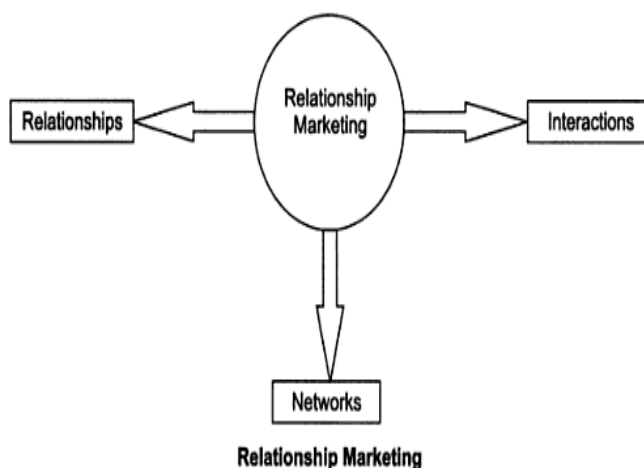 Relationship
Marketing
Relationships
Interactions
Networks
Relationship Marketing